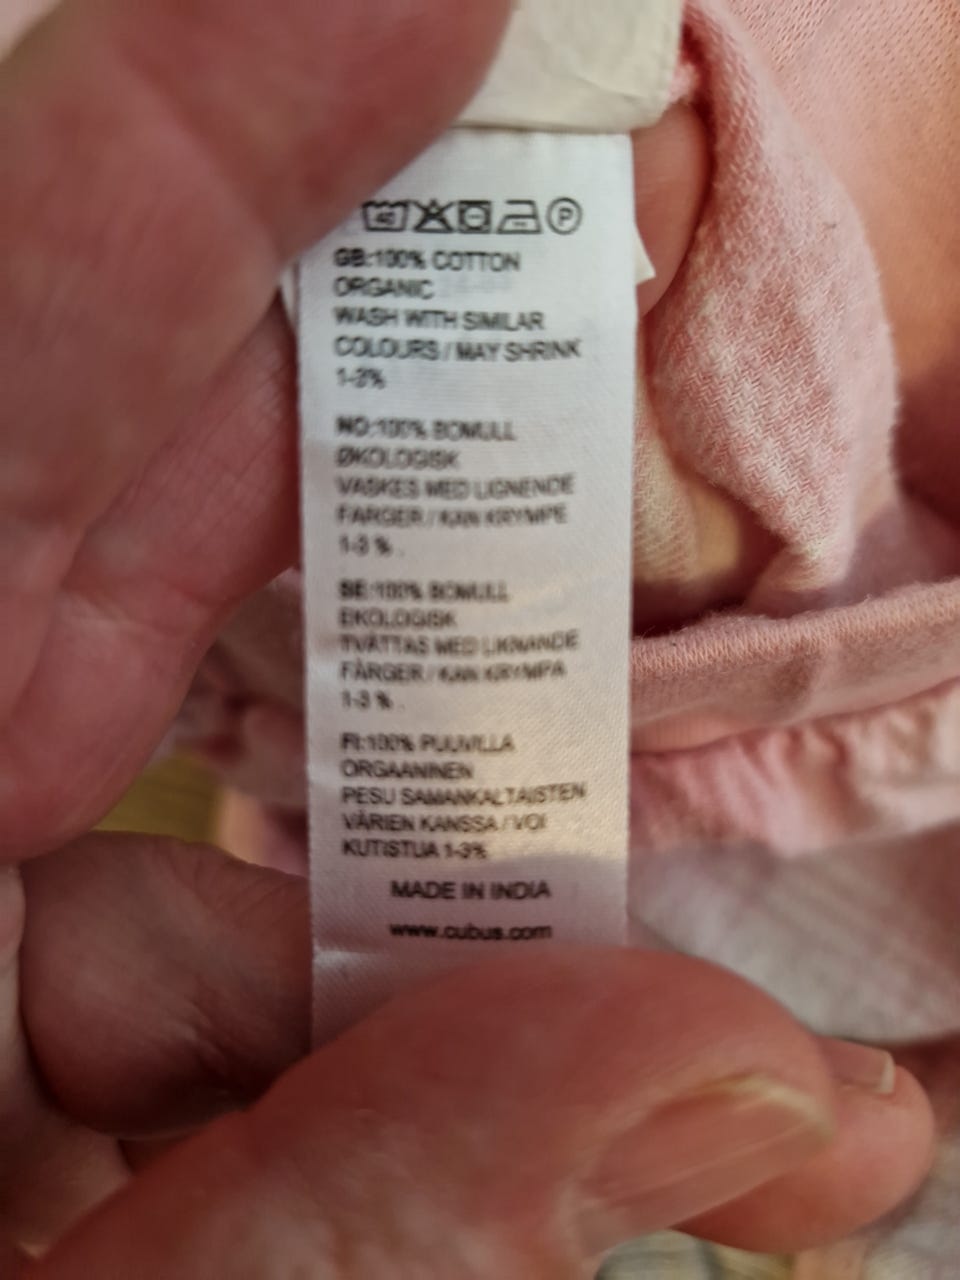 40 P
GB:100% COTTON
ORGANIC
WASH WITH SIMILAR
COLOURS / MAY SHRINK
1-3%
NO:100% BOMULL
ØKOLOGISK
VASKES MED LIGNENDE
FARGER / KAN KRYMPE
1-3 % .
SE:100% BOMULL
EKOLOGISK
TVÄTTAS MED LIKNANDE
FÄRGER / KAN KRYMPA
1-3 % .
FI:100% PUUVILLA
ORGAANINEN
PESU SAMANKALTAISTEN
VÄRIEN KANSSA / VOI
KUTISTUA 1-3%
MADE IN INDIA
www.cubus.com